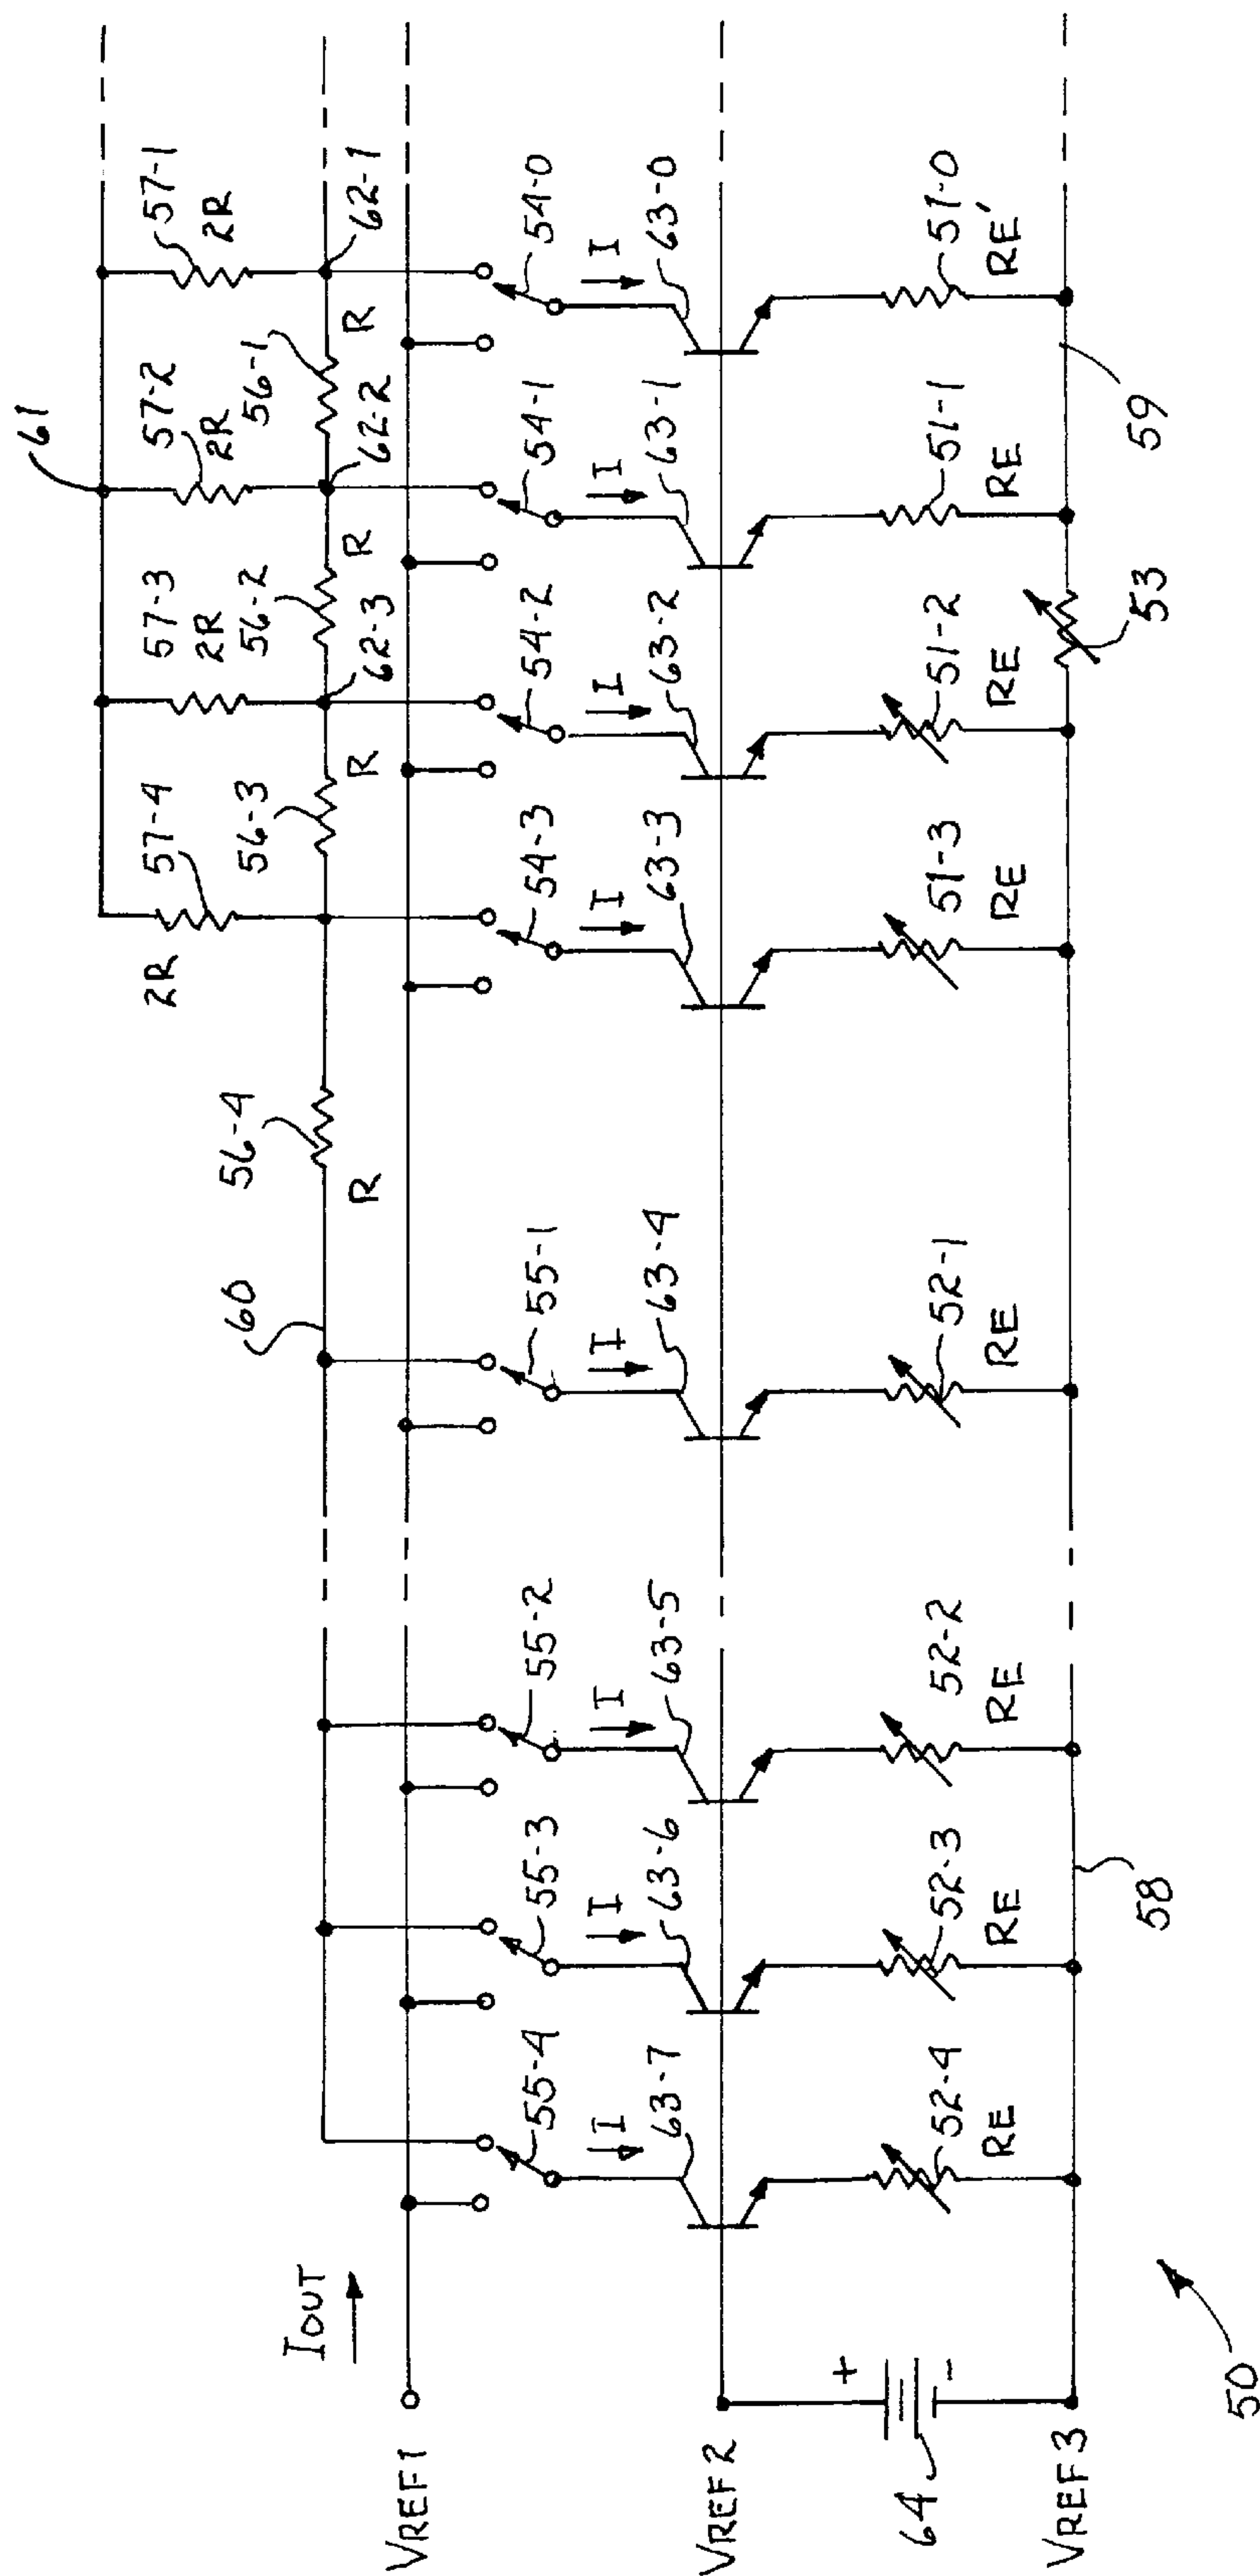 61
57-4
2R
57-3
2R
57-2
2R
57-1
2R
60
56-4
R
56-3
R
56-2
R
56-1
R
62-3
62-2
62-1
IOUT
VREF1
55-4
55-3
55-2
55-1
54-3
54-2
54-1
54-0
I
I
I
I
I
I
I
I
63-7
63-6
63-5
63-4
63-3
63-2
63-1
63-0
VREF2
+
-
64
52-4
RE
52-3
RE
52-2
RE
52-1
RE
51-3
RE
51-2
RE
51-1
RE
51-0
RE'
VREF3
58
53
59
50